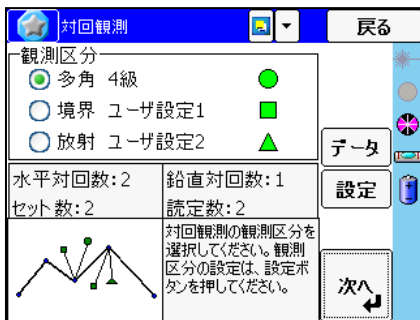 対回観測
戻る
観測区分
多角 4級
境界 ユーザ設定1
放射 ユーザ設定2
データ
水平対回数:2
鉛直対回数:1
設定
セット数:2
読定数:2
対回観測の観測区分を
選択してください。観測
区分の設定は、設定ボ
タンを押してください。
次へ